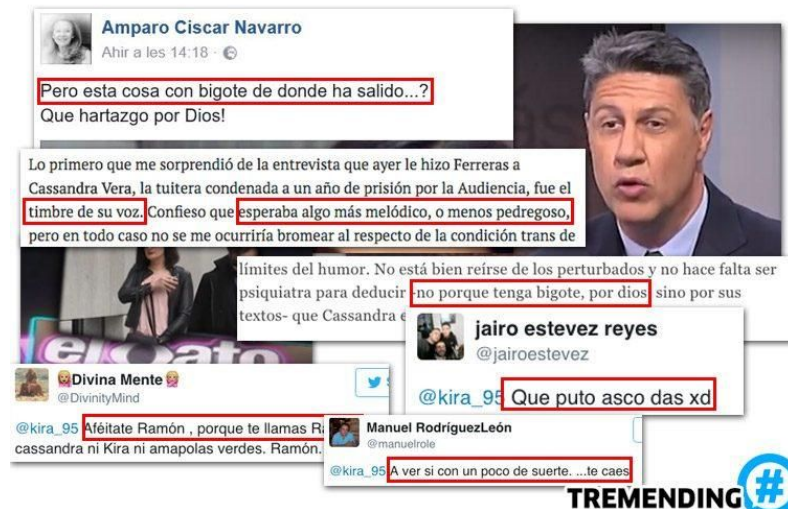 Amparo Ciscar Navarro
Ahir a les 14:18 ·
Pero esta cosa con bigote de donde ha salido...?
Que hartazgo por Dios!
Lo primero que me sorprendió de la entrevista que ayer le hizo Ferreras a
Cassandra Vera, la tuitera condenada a un año de prisión por la Audiencia, fue el
timbre de su voz. Confieso que esperaba algo más melódico, o menos pedregoso,
pero en todo caso no se me ocurriría bromear al respecto de la condición trans de
límites del humor. No está bien reírse de los perturbados y no hace falta ser
psiquiatra para deducir -no porque tenga bigote, por dios, sino por sus
textos- que Cassandra e
jairo estevez reyes
@jairoestevez
@kira_95 Que puto asco das xd
el
Divina Mente
@DivinityMind
@kira_95 Aféitate Ramón , porque te llamas Ra
cassandra ni Kira ni amapolas verdes. Ramón.
Manuel RodríguezLeón
@manuelrole
@kira_95 A ver si con un poco de suerte. ...te caes
TREMENDING #